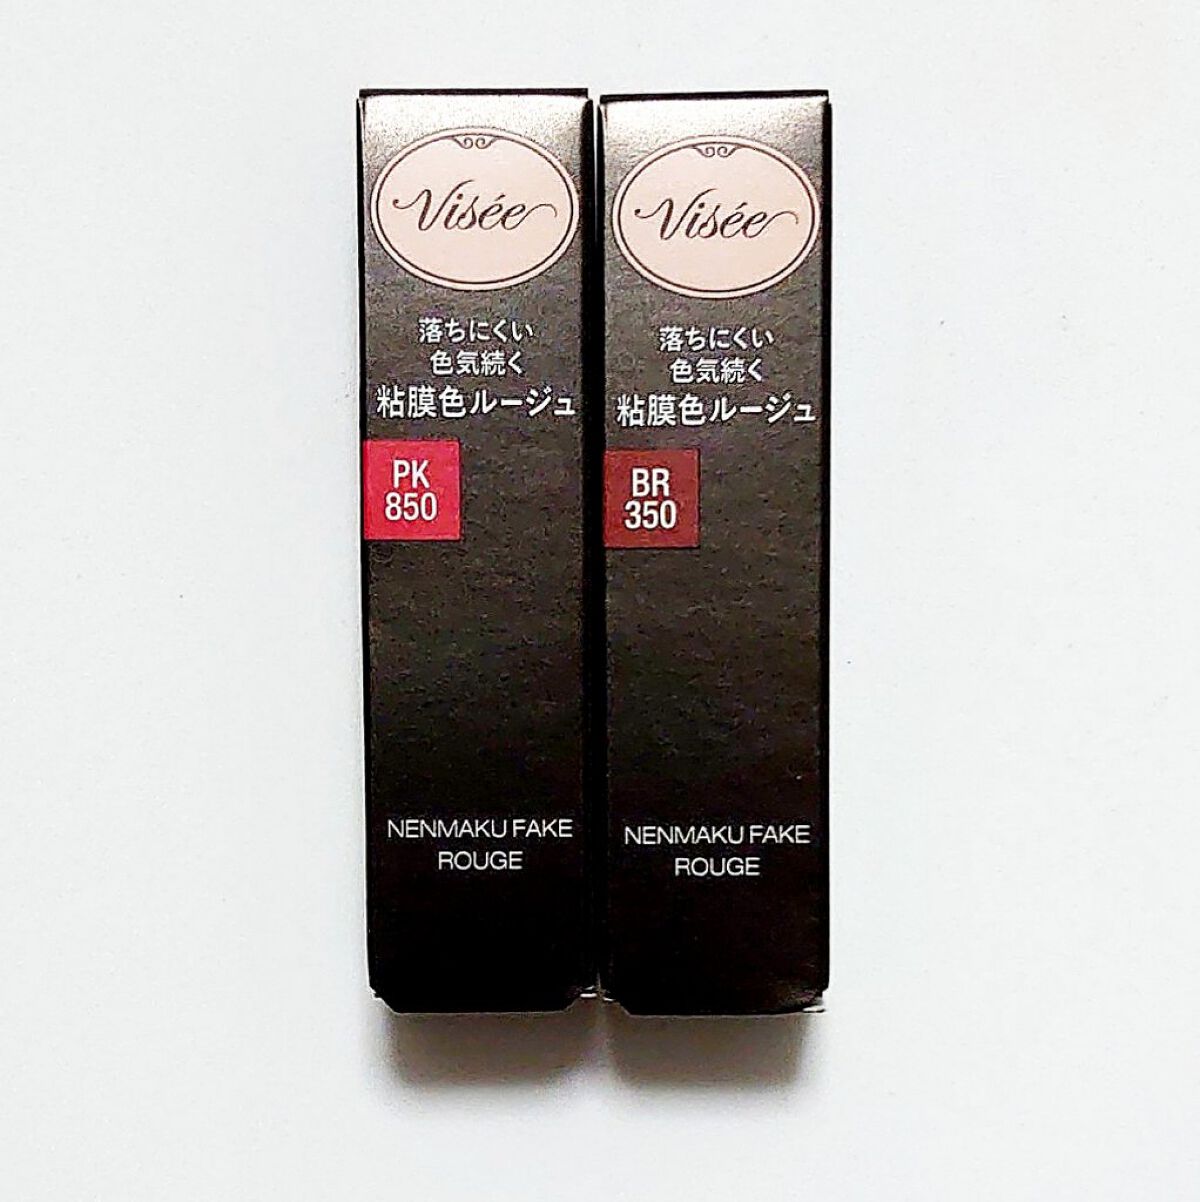 Visée
落ちにくい
色気続く
粘膜色ルージュ
PK
850
NENMAKU FAKE
ROUGE
Visée
落ちにくい
色気続く
粘膜色ルージュ
BR
350
NENMAKU FAKE
ROUGE